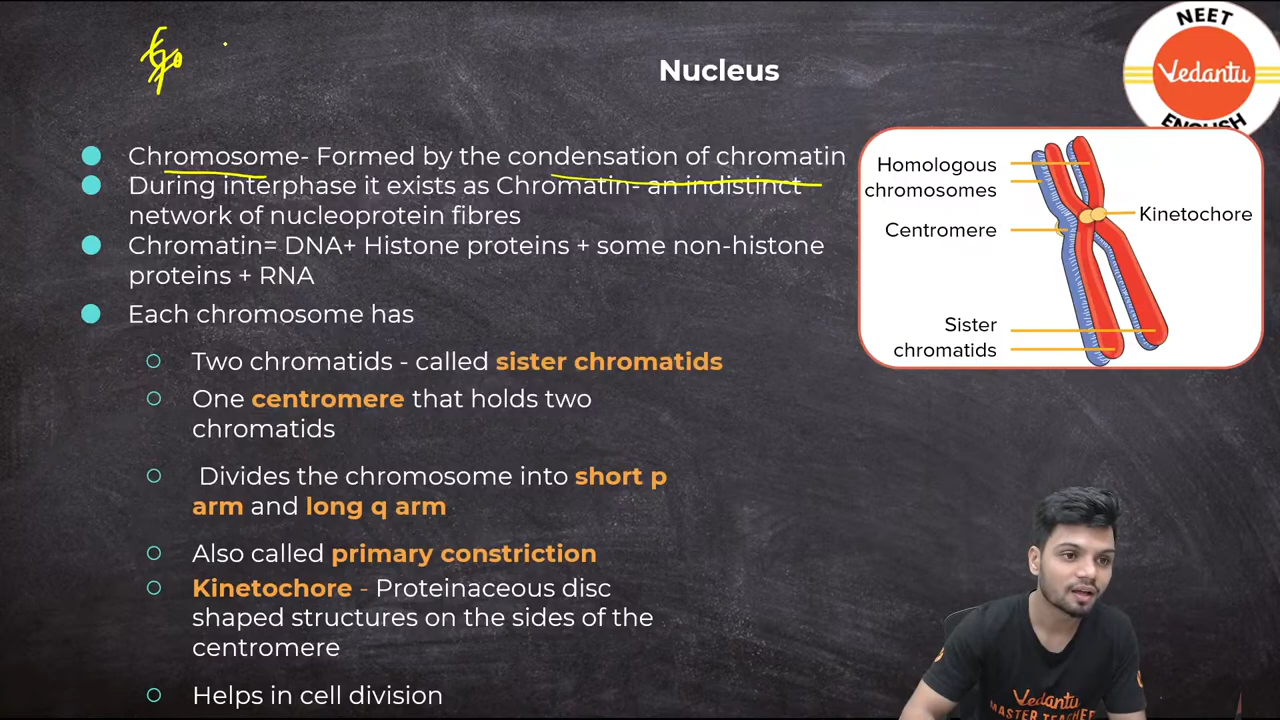 Nucleus
NEET
Vedantu
ENGLISH
Chromosome- Formed by the condensation of chromatin
During interphase it exists as Chromatin- an indistinct
network of nucleoprotein fibres
Chromatin= DNA+ Histone proteins + some non-histone
proteins + RNA
Each chromosome has
Two chromatids - called sister chromatids
One centromere that holds two
chromatids
Divides the chromosome into short p
arm and long q arm
Also called primary constriction
Kinetochore - Proteinaceous disc
shaped structures on the sides of the
centromere
Helps in cell division
Homologous
chromosomes
Centromere
Kinetochore
Sister
chromatids
Vedantu
MASTER TEACHER